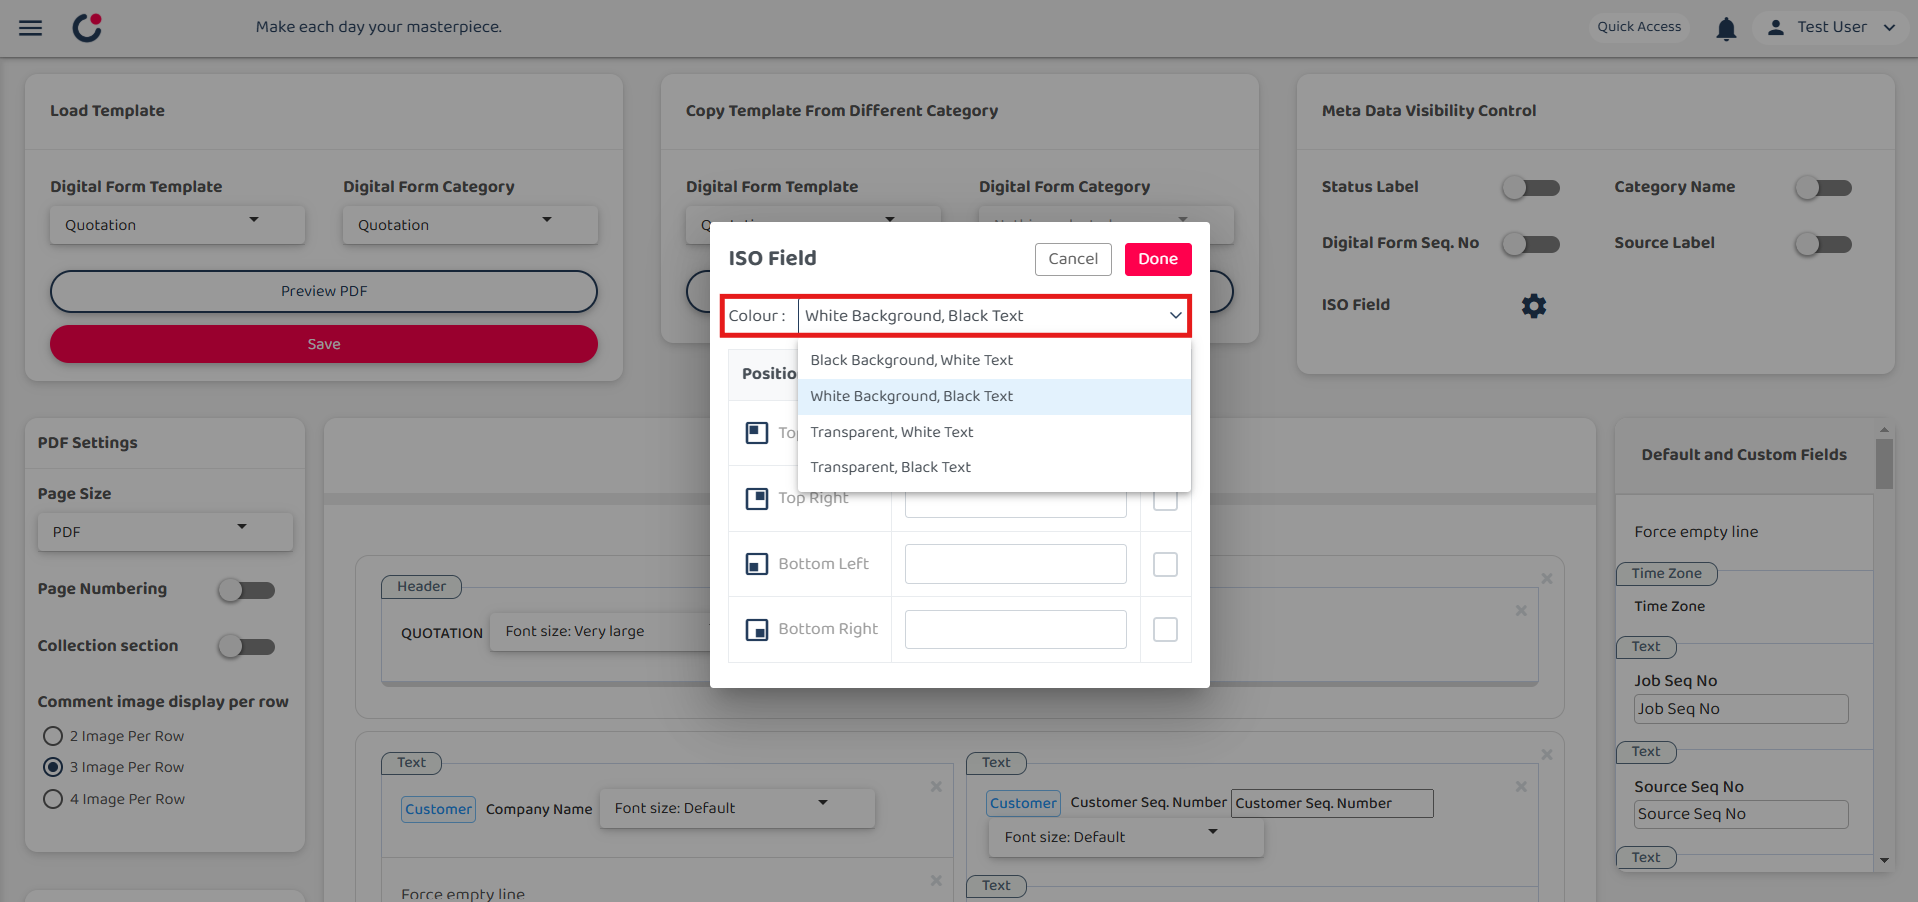 Make each day your masterpiece.
Quick Access
Test User
Load Template
Copy Template From Different Category
Meta Data Visibility Control
Digital Form Template
Digital Form Category
Digital Form Template
Digital Form Category
Quotation
Quotation
Preview PDF
Save
Status Label
Category Name
Digital Form Seq. No
Source Label
ISO Field
ISO Field
Cancel
Done
Colour :
White Background, Black Text
Black Background, White Text
White Background, Black Text
Transparent, White Text
Transparent, Black Text
Top Right
Bottom Left
Bottom Right
PDF Settings
Page Size
PDF
Page Numbering
Collection section
Comment image display per row
2 Image Per Row
3 Image Per Row
4 Image Per Row
Header
QUOTATION
Font size: Very large
Text
Customer
Company Name
Font size: Default
Force empty line
Text
Customer
Customer Seq. Number
Customer Seq. Number
Font size: Default
Text
Default and Custom Fields
Force empty line
Time Zone
Time Zone
Text
Job Seq No
Job Seq No
Text
Source Seq No
Source Seq No
Text